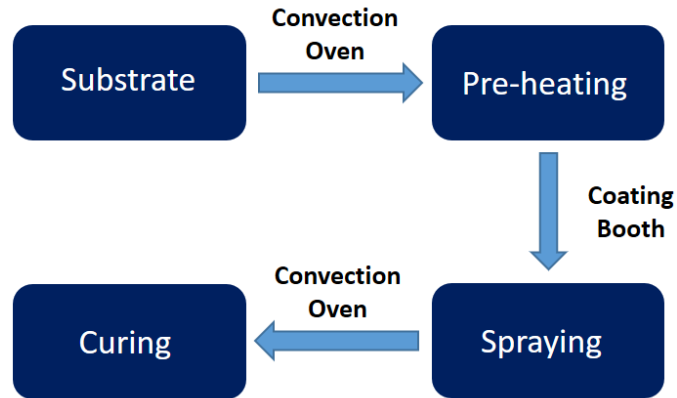 Substrate
Convection
Oven
Pre-heating
Coating
Booth
Spraying
Convection
Oven
Curing